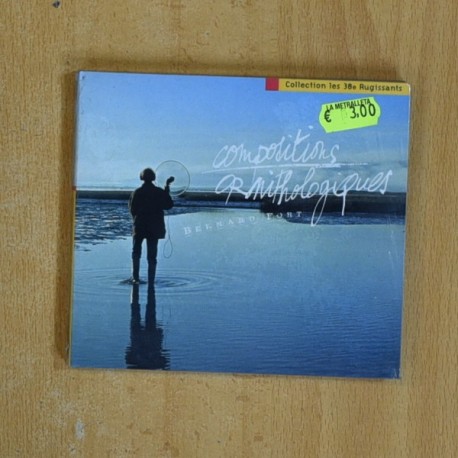 Collection les 38e Rugissants
LA METRALLETA
€ 3,00
compositions
ornithologiques
BERNARD FORT